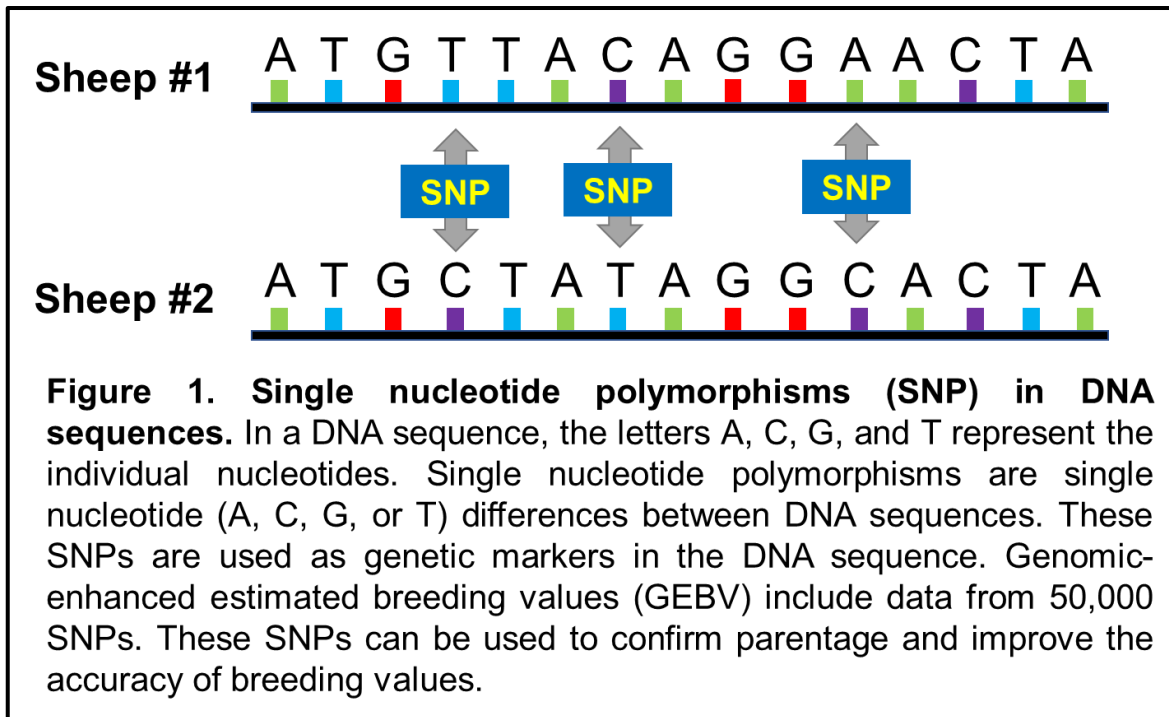 Sheep #1 A T G T T A C A G G A A C T A
SNP SNP SNP
Sheep #2 A T G C T A T A G G C A C T A
Figure 1. Single nucleotide polymorphisms (SNP) in DNA
sequences. In a DNA sequence, the letters A, C, G, and T represent the
individual nucleotides. Single nucleotide polymorphisms are single
nucleotide (A, C, G, or T) differences between DNA sequences. These
SNPs are used as genetic markers in the DNA sequence. Genomic-
enhanced estimated breeding values (GEBV) include data from 50,000
SNPs. These SNPs can be used to confirm parentage and improve the
accuracy of breeding values.